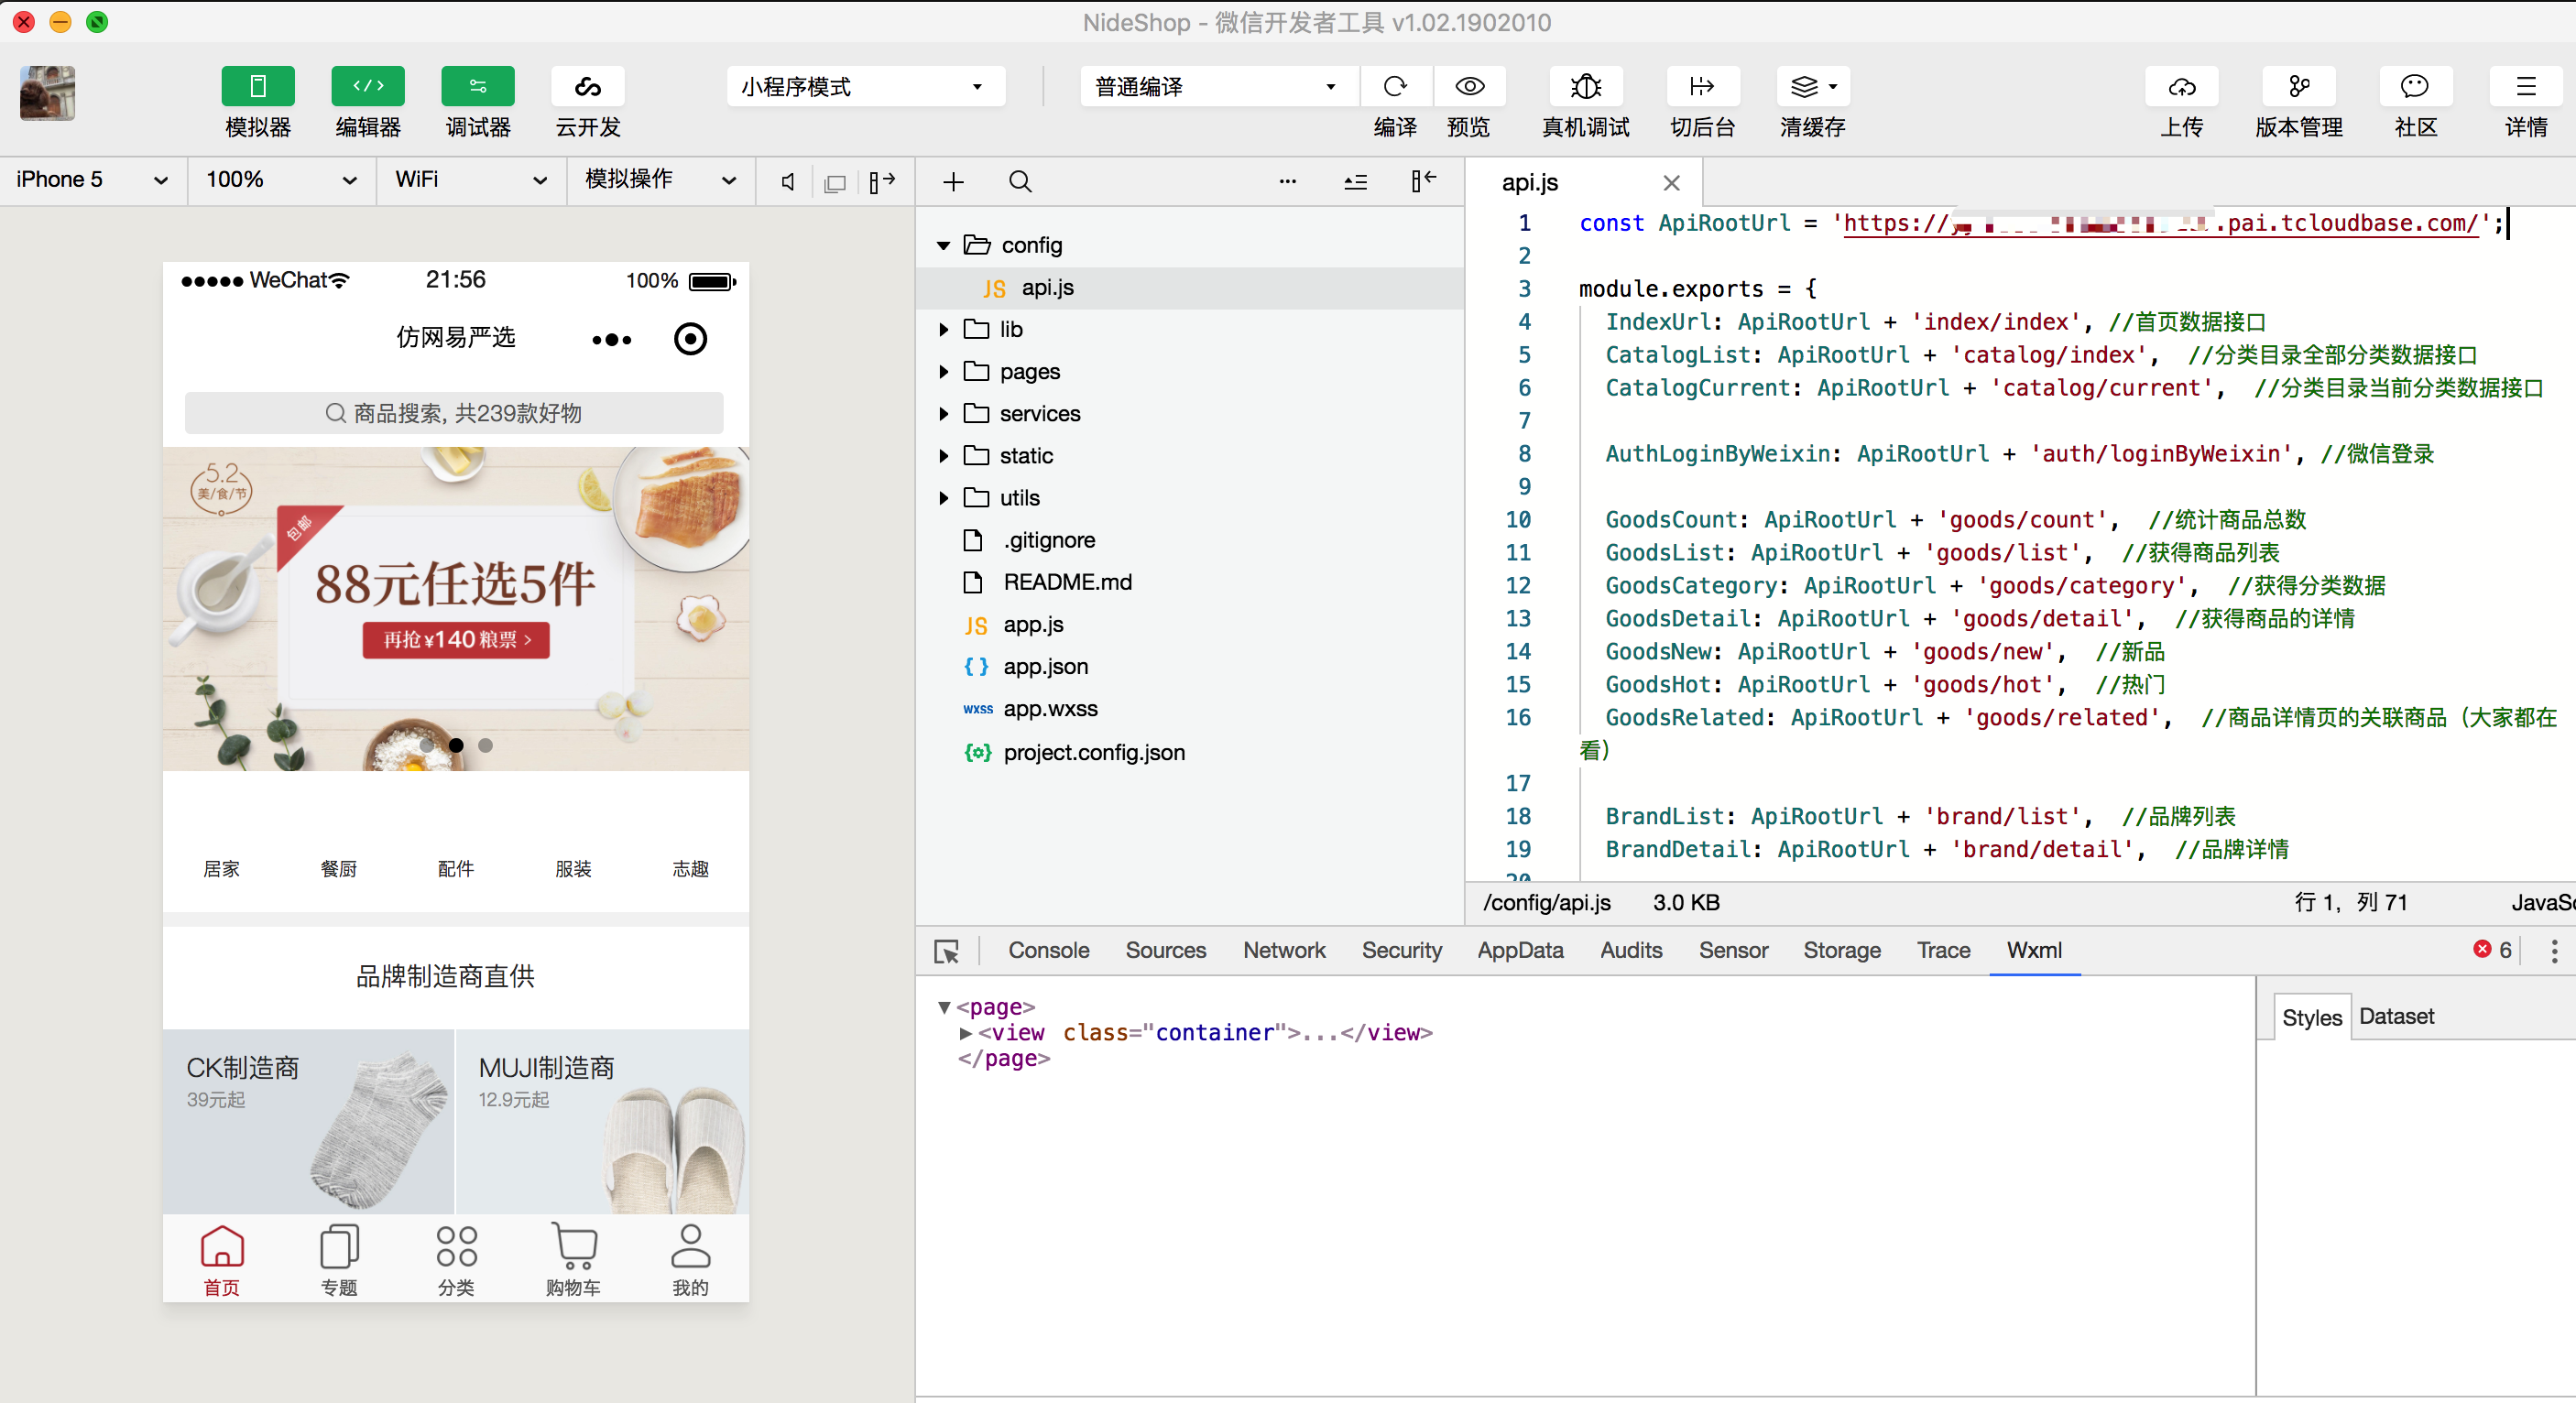 NideShop - 微信开发者工具 v1.02.1902010
模拟器
编辑器
调试器
云开发
小程序模式
普通编译
编译
预览
真机调试
切后台
清缓存
上传
版本管理
社区
详情
iPhone 5
100%
WiFi
模拟操作
WeChat
21:56
100%
仿网易严选
商品搜索, 共239款好物
5.2
美/食/节
包邮
88元任选5件
再抢¥140粮票 >
居家
餐厨
配件
服装
志趣
品牌制造商直供
CK制造商
39元起
MUJI制造商
12.9元起
首页
专题
分类
购物车
我的
config
JS api.js
lib
pages
services
static
utils
.gitignore
README.md
JS app.js
{ } app.json
wxss app.wxss
project.config.json
api.js
1 const ApiRootUrl = 'https:// .pai.tcloudbase.com/';
2
3 module.exports = {
4 IndexUrl: ApiRootUrl + 'index/index', //首页数据接口
5 CatalogList: ApiRootUrl + 'catalog/index', //分类目录全部分类数据接口
6 CatalogCurrent: ApiRootUrl + 'catalog/current', //分类目录当前分类数据接口
7
8 AuthLoginByWeixin: ApiRootUrl + 'auth/loginByWeixin', //微信登录
9
10 GoodsCount: ApiRootUrl + 'goods/count', //统计商品总数
11 GoodsList: ApiRootUrl + 'goods/list', //获得商品列表
12 GoodsCategory: ApiRootUrl + 'goods/category', //获得分类数据
13 GoodsDetail: ApiRootUrl + 'goods/detail', //获得商品的详情
14 GoodsNew: ApiRootUrl + 'goods/new', //新品
15 GoodsHot: ApiRootUrl + 'goods/hot', //热门
16 GoodsRelated: ApiRootUrl + 'goods/related', //商品详情页的关联商品（大家都在
看）
17
18 BrandList: ApiRootUrl + 'brand/list', //品牌列表
19 BrandDetail: ApiRootUrl + 'brand/detail', //品牌详情
20
/config/api.js
3.0 KB
行 1, 列 71
JavaSc
Console
Sources
Network
Security
AppData
Audits
Sensor
Storage
Trace
Wxml
6
<page>
<view class="container">...</view>
</page>
Styles
Dataset